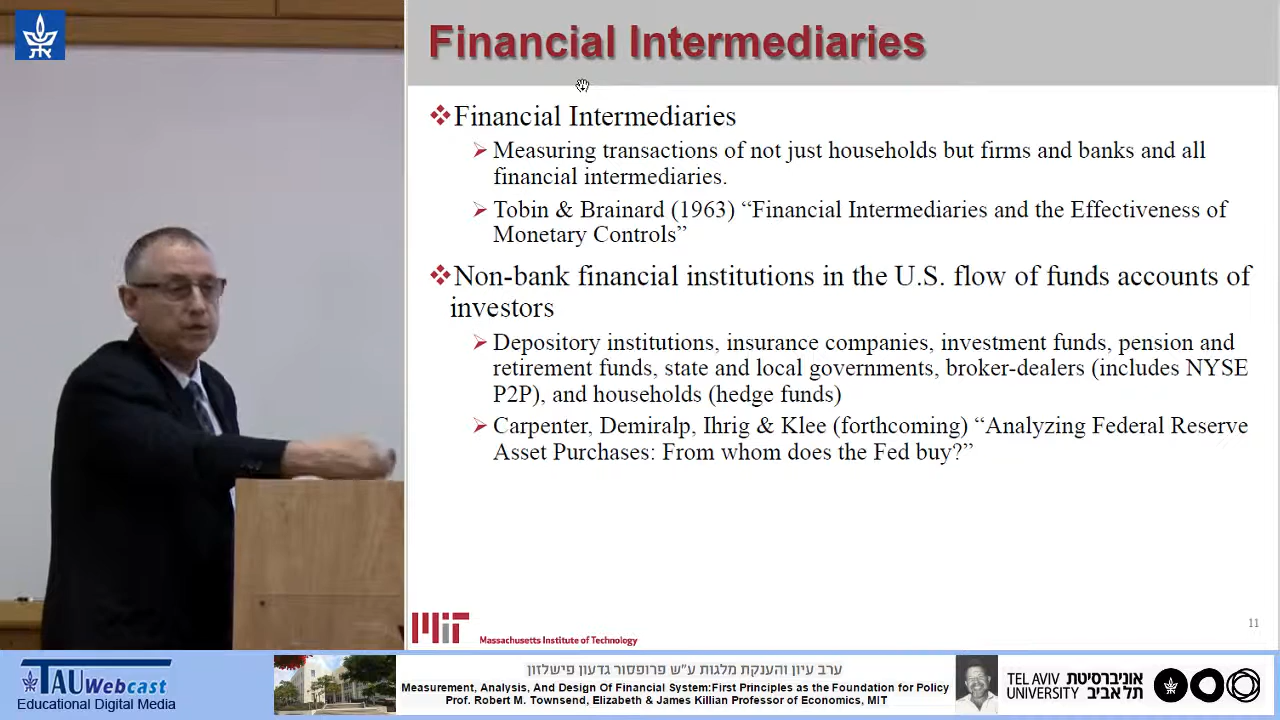 Financial Intermediaries
❖Financial Intermediaries
➢ Measuring transactions of not just households but firms and banks and all
financial intermediaries.
➢ Tobin & Brainard (1963) “Financial Intermediaries and the Effectiveness of
Monetary Controls”
❖Non-bank financial institutions in the U.S. flow of funds accounts of
investors
➢ Depository institutions, insurance companies, investment funds, pension and
retirement funds, state and local governments, broker-dealers (includes NYSE
P2P), and households (hedge funds)
➢ Carpenter, Demiralp, Ihrig & Klee (forthcoming) “Analyzing Federal Reserve
Asset Purchases: From whom does the Fed buy?”
11
MIT
Massachusetts Institute of Technology
TAU Webcast
Educational Digital Media
ערב עיון והענקת מלגות ע"ש פרופסור גדעון פישלזון
Measurement, Analysis, And Design Of Financial System:First Principles as the Foundation for Policy
Prof. Robert M. Townsend, Elizabeth & James Killian Professor of Economics, MIT
TEL AVIV
UNIVERSITY
אוניברסיטת
תל אביב